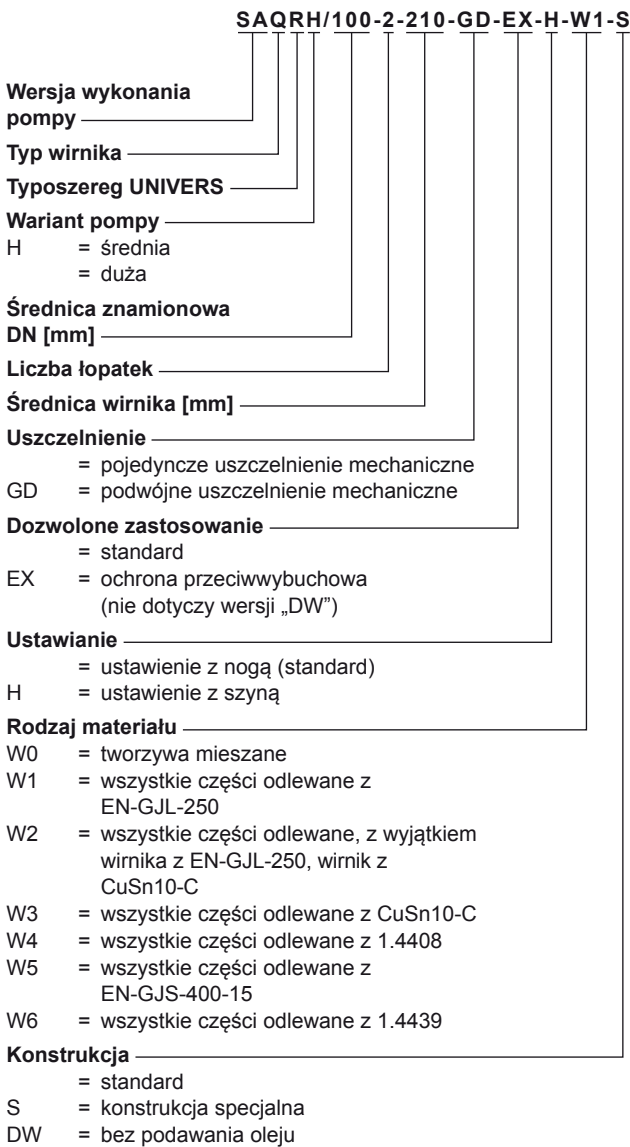 SAQRH/100-2-210-GD-EX-H-W1-S
Wersja wykonania
pompy
Typ wirnika
Typoszereg UNIVERS
Wariant pompy
H = średnia
= duża
Średnica znamionowa
DN [mm]
Liczba łopatek
Średnica wirnika [mm]
Uszczelnienie
= pojedyncze uszczelnienie mechaniczne
GD = podwójne uszczelnienie mechaniczne
Dozwolone zastosowanie
= standard
EX = ochrona przeciwwybuchowa
(nie dotyczy wersji „DW”)
Ustawianie
= ustawienie z nogą (standard)
H = ustawienie z szyną
Rodzaj materiału
W0 = tworzywa mieszane
W1 = wszystkie części odlewane z
EN-GJL-250
W2 = wszystkie części odlewane, z wyjątkiem
wirnika z EN-GJL-250, wirnik z
CuSn10-C
W3 = wszystkie części odlewane z CuSn10-C
W4 = wszystkie części odlewane z 1.4408
W5 = wszystkie części odlewane z
EN-GJS-400-15
W6 = wszystkie części odlewane z 1.4439
Konstrukcja
= standard
S = konstrukcja specjalna
DW = bez podawania oleju